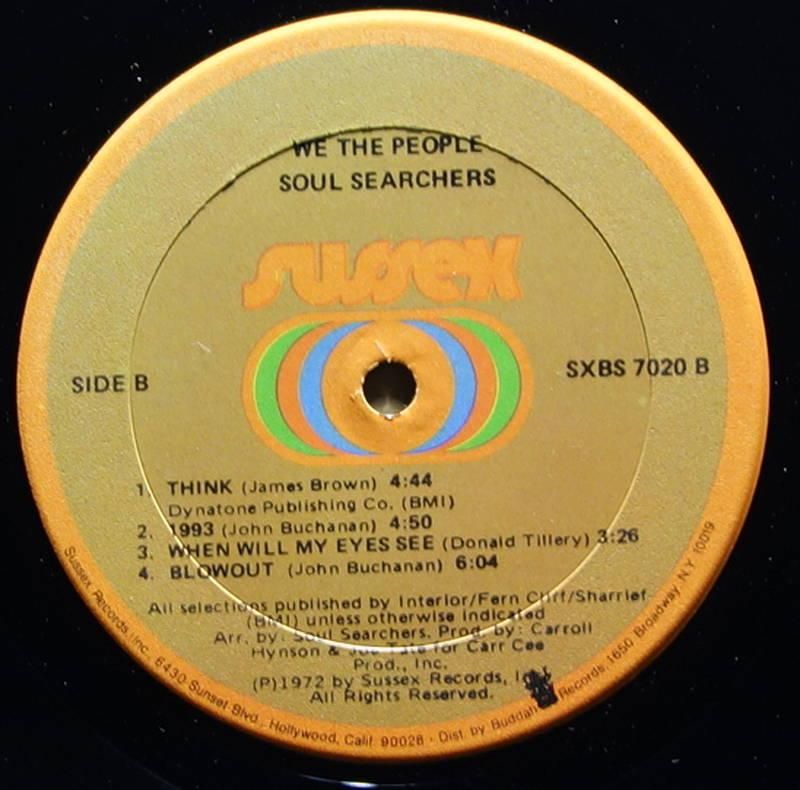 WE THE PEOPLE
SOUL SEARCHERS
sussex
SIDE B
SXBS 7020 B
1. THINK (James Brown) 4:44
Dynatone Publishing Co. (BMI)
2. 1993 (John Buchanan) 4:50
3. WHEN WILL MY EYES SEE (Donald Tillery) 3:26
4. BLOWOUT (John Buchanan) 6:04
All selections published by Interior/Fern Cliff/Sharrief
(BMI) unless otherwise indicated
Arr. by: Soul Searchers. Prod. by: Carroll
Hynson & Joe Tate for Carr Cee
Prod., Inc.
(P)1972 by Sussex Records, Inc.
All Rights Reserved.
Sussex Records, Inc., 6430 Sunset Blvd., Hollywood, Calif. 90028 · Dist. by Buddah Records, 1650 Broadway, N.Y. 10019